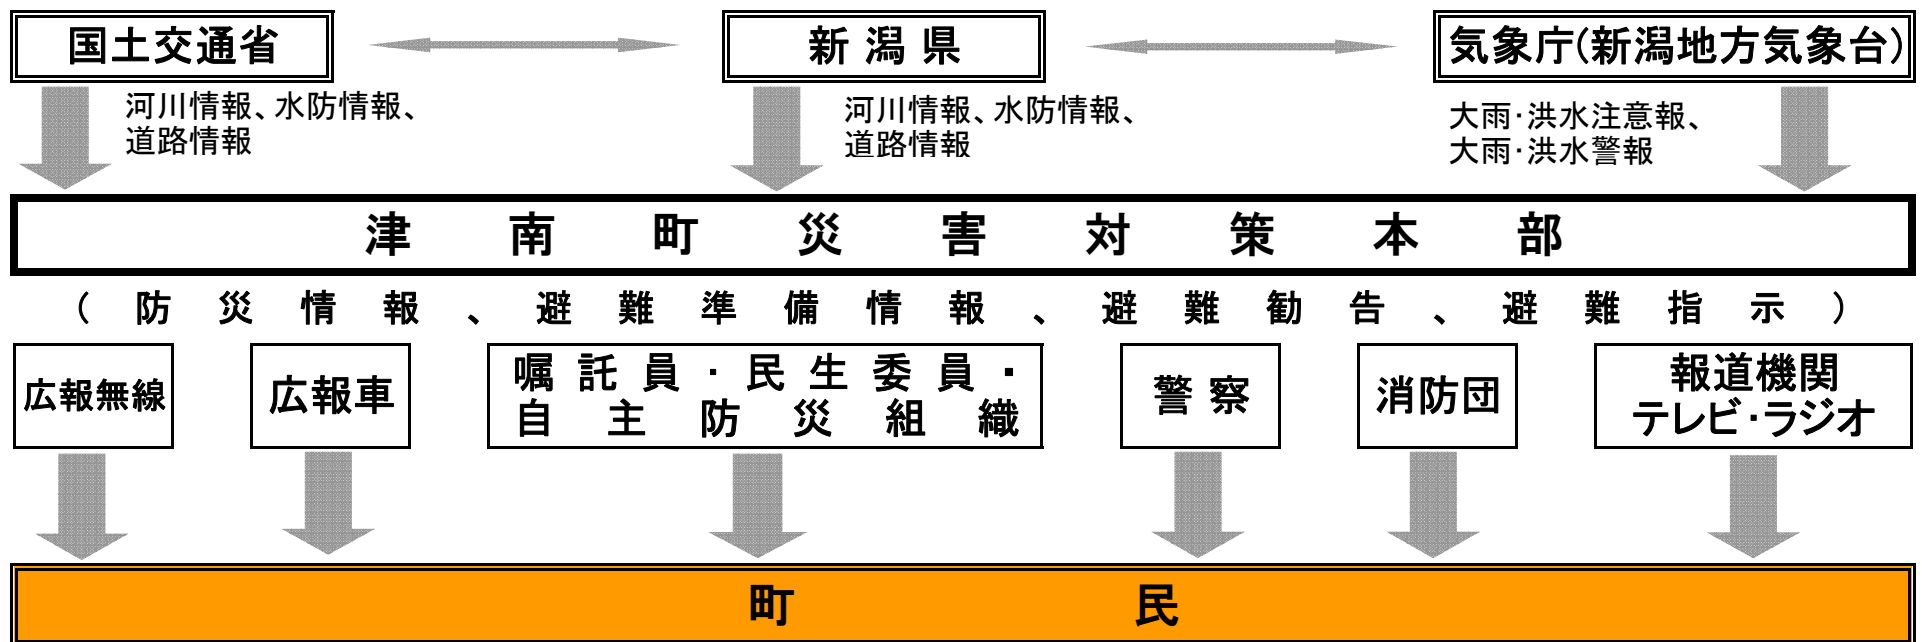 国土交通省
新潟県
気象庁(新潟地方気象台)
河川情報、水防情報、
道路情報
河川情報、水防情報、
道路情報
大雨・洪水注意報、
大雨・洪水警報
津南町災害対策本部
(防災情報、避難準備情報、避難勧告、避難指示)
広報無線
広報車
嘱託員・民生委員・
自主防災組織
警察
消防団
報道機関
テレビ・ラジオ
町民